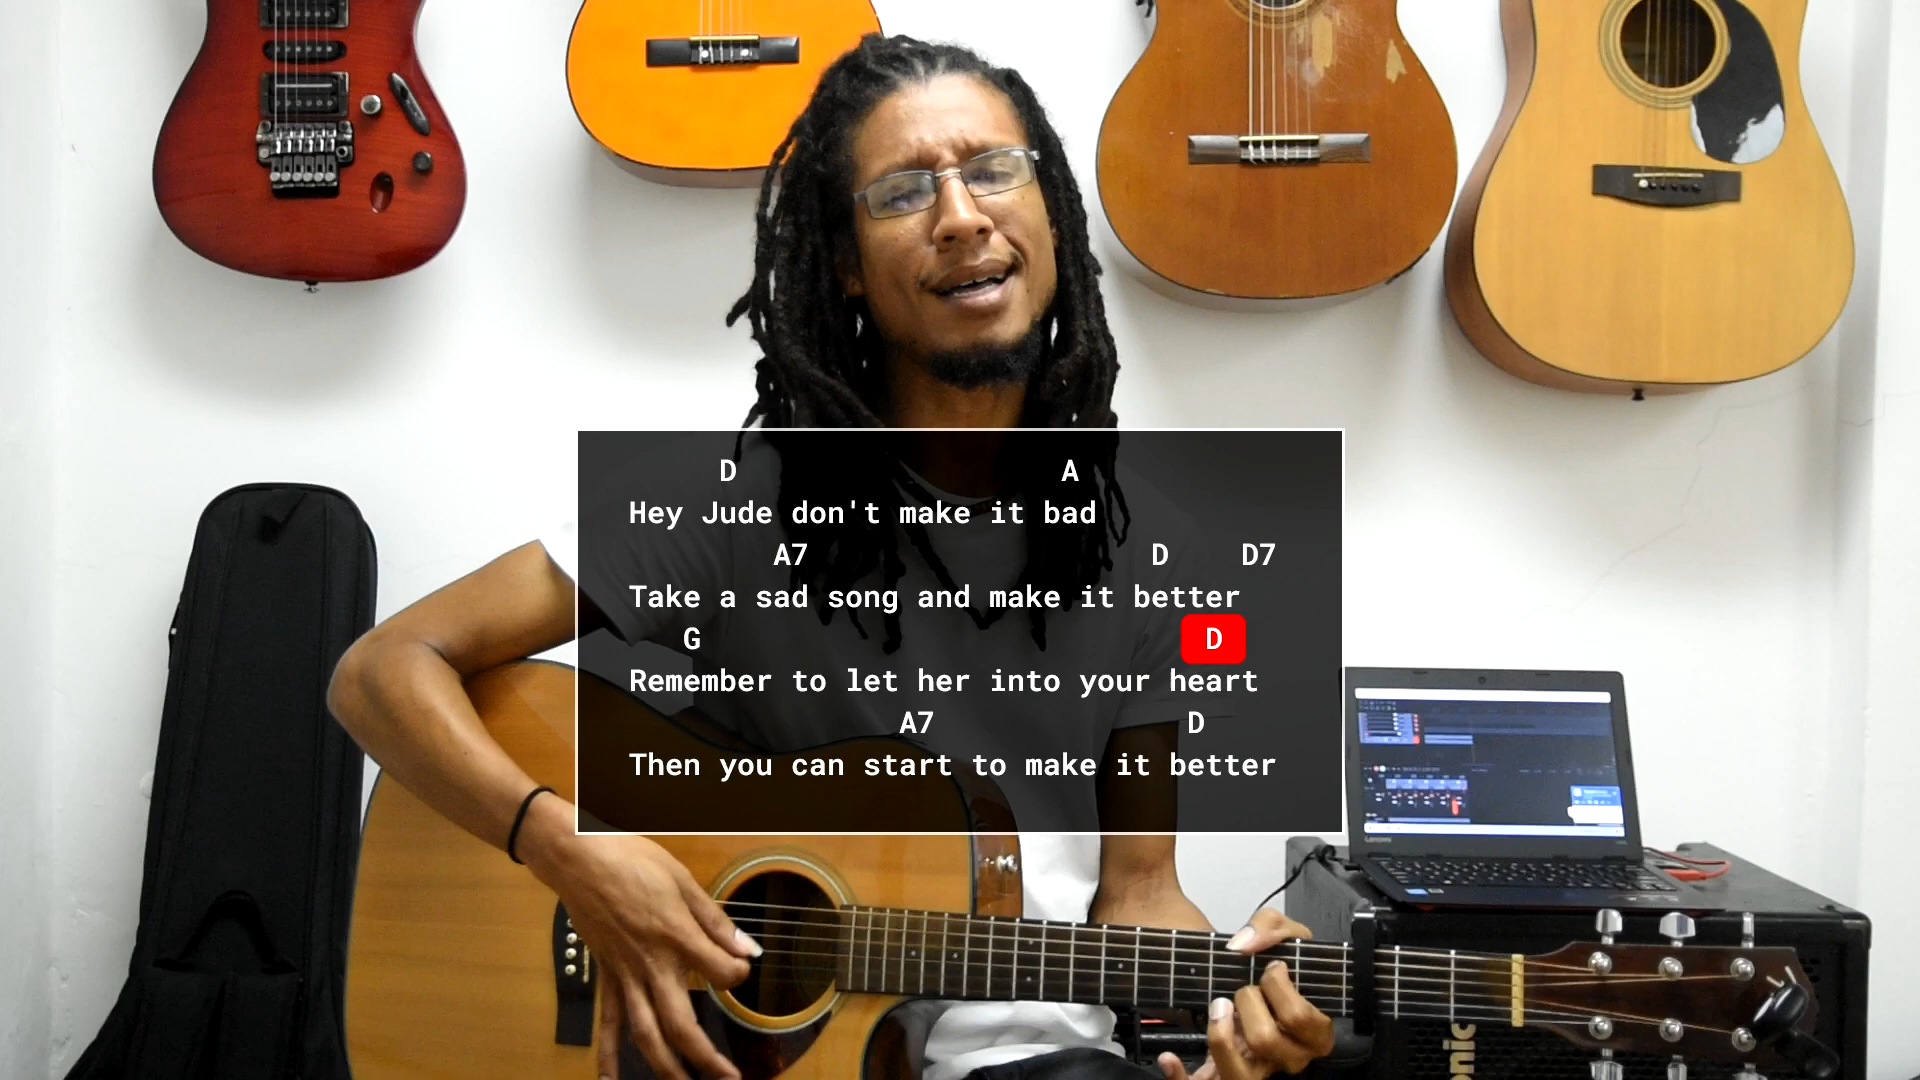 D A
Hey Jude don't make it bad
A7 D D7
Take a sad song and make it better
G D
Remember to let her into your heart
A7 D
Then you can start to make it better
Lenovo